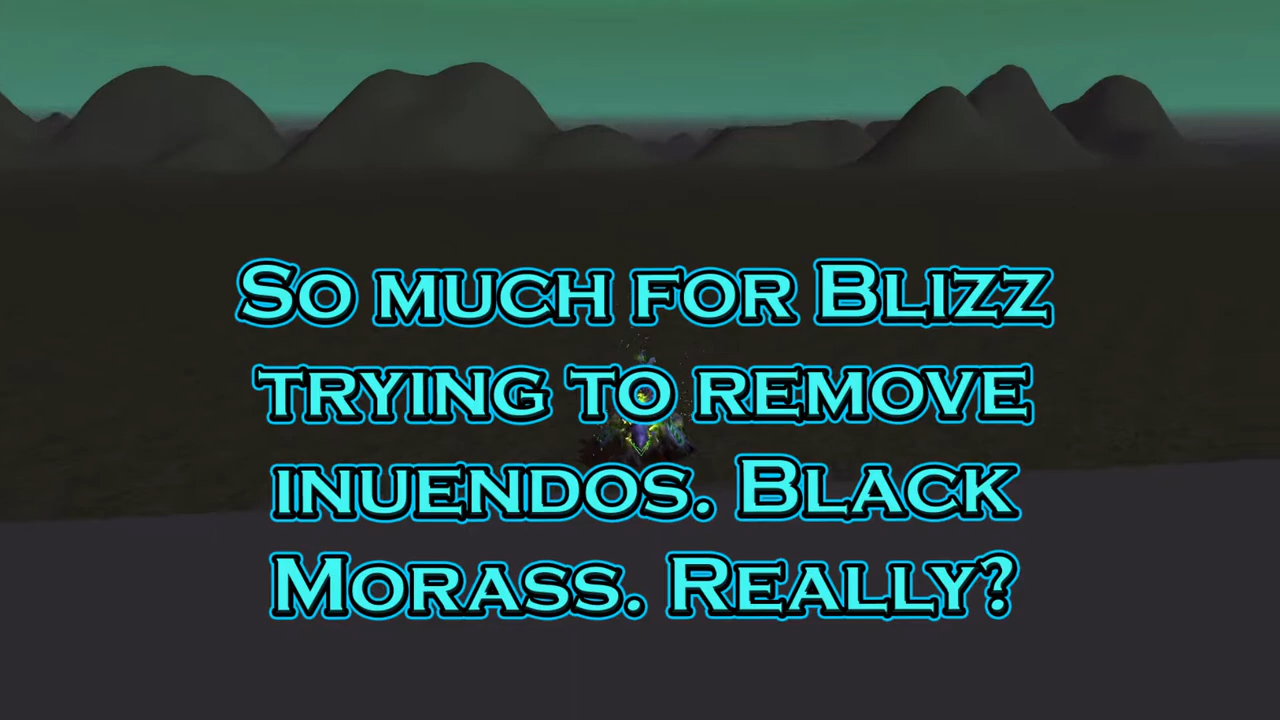 So much for Blizz
trying to remove
inuendos. Black
Morass. Really?